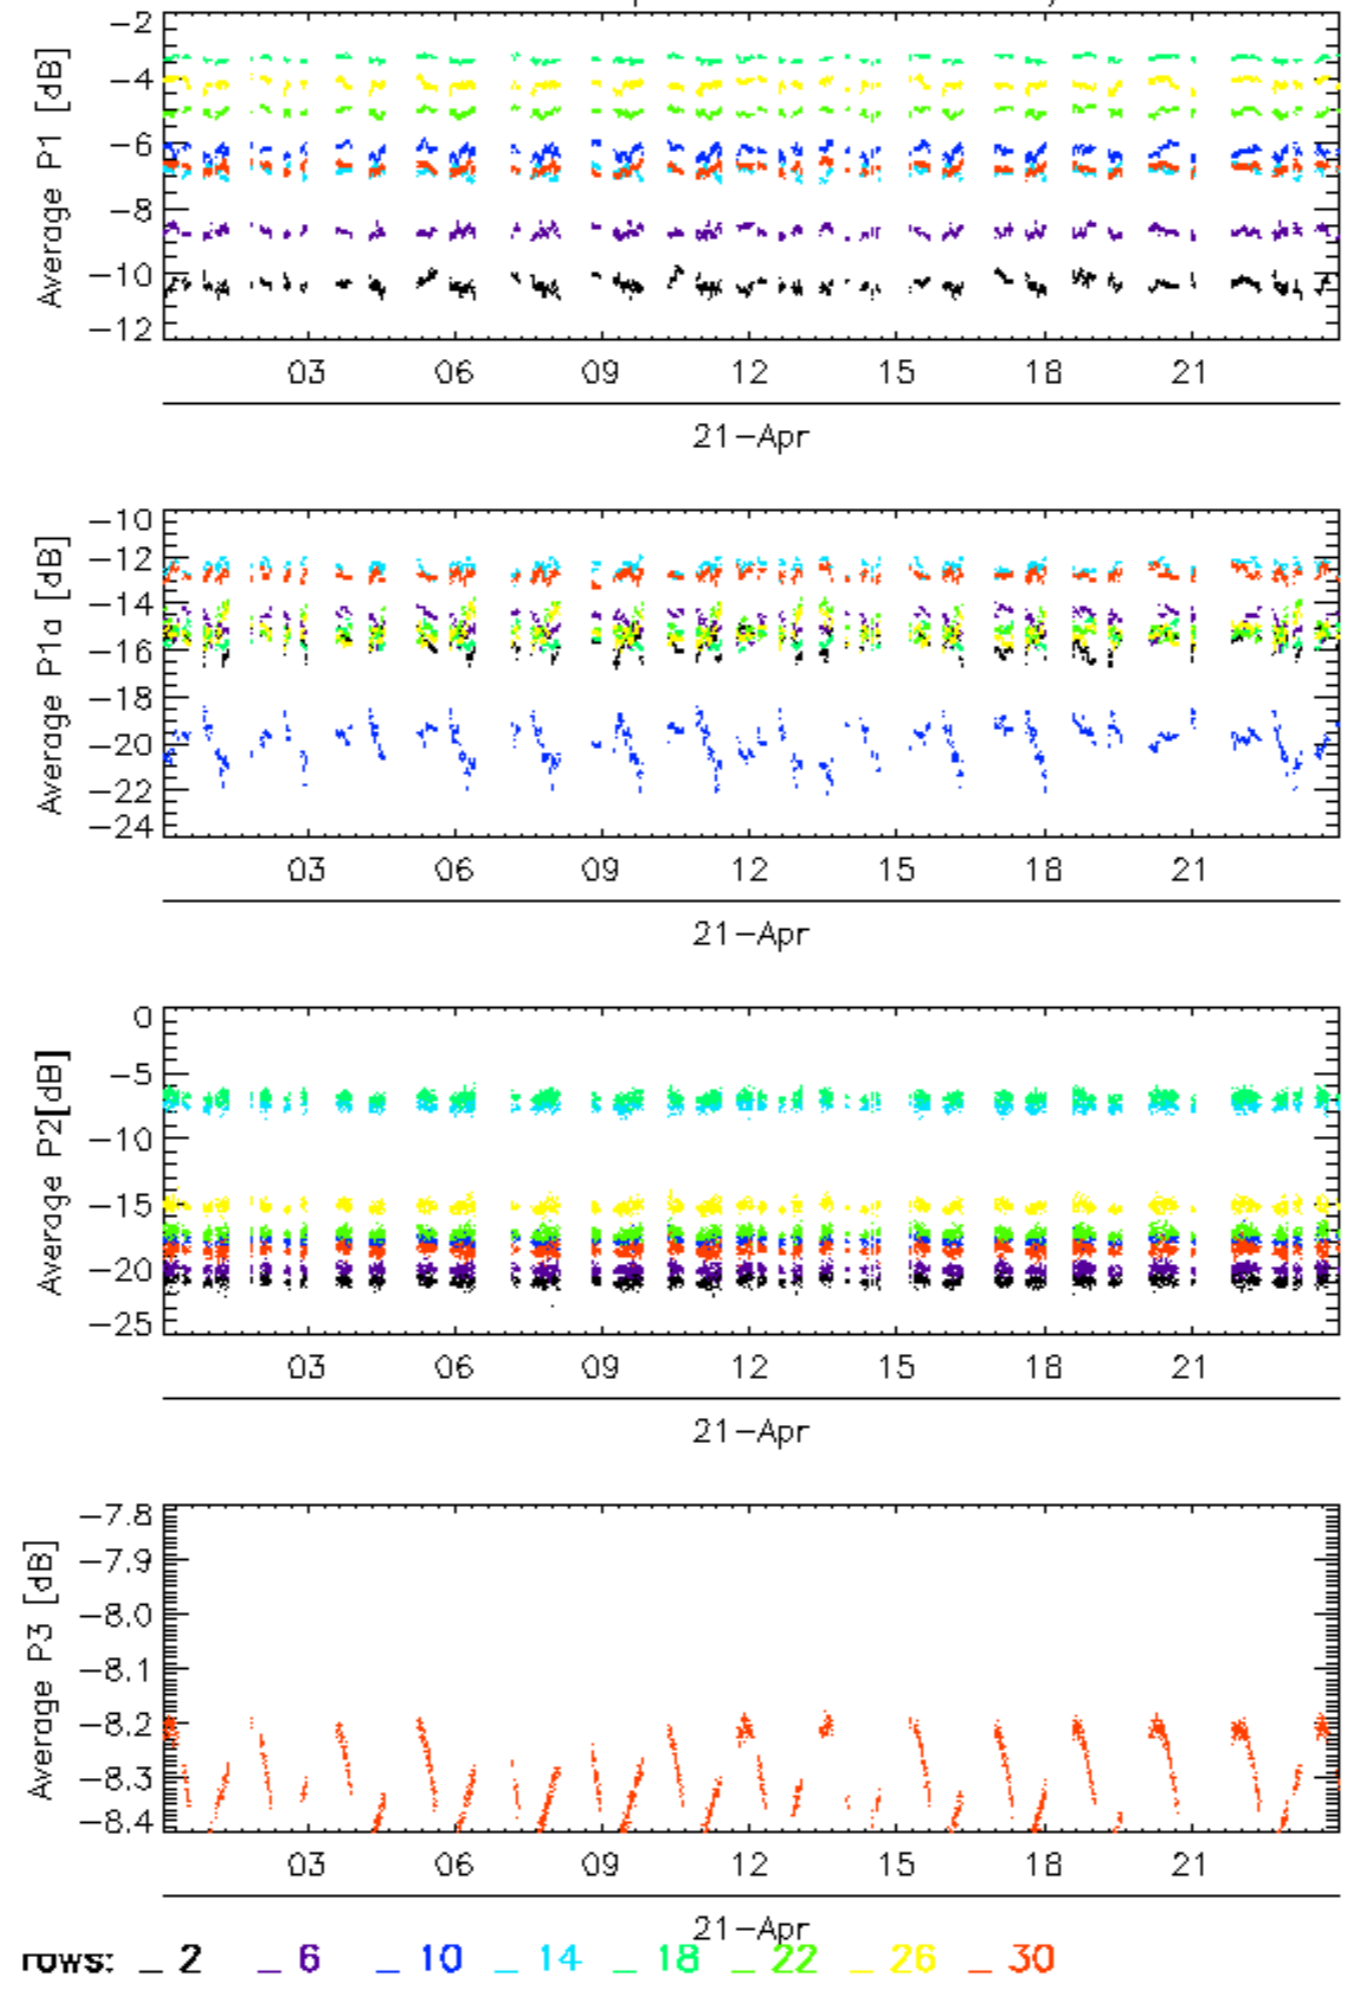 -2
-4
-6
-8
-10
-12
Average P1 [dB]
03 06 09 12 15 18 21
21-Apr
-10
-12
-14
-16
-18
-20
-22
-24
Average P1a [dB]
03 06 09 12 15 18 21
21-Apr
0
-5
-10
-15
-20
-25
Average P2[dB]
03 06 09 12 15 18 21
21-Apr
-7.8
-7.9
-8.0
-8.1
-8.2
-8.3
-8.4
Average P3 [dB]
03 06 09 12 15 18 21
21-Apr
rows: _ 2 _ 6 _ 10 _ 14 _ 18 _ 22 _ 26 _ 30